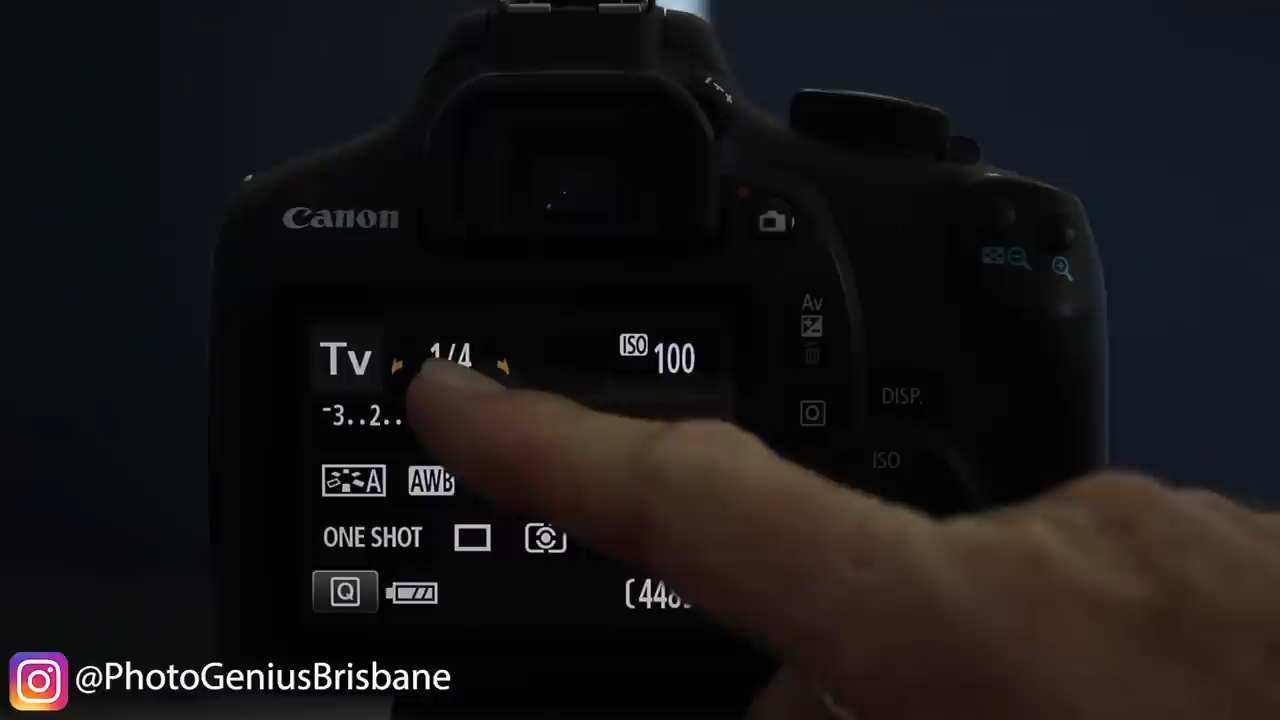 Canon
Av
Tv 1/4 ISO 100
-3..2..
DISP.
A AWB
ISO
ONE SHOT
Q
Q
@PhotoGeniusBrisbane